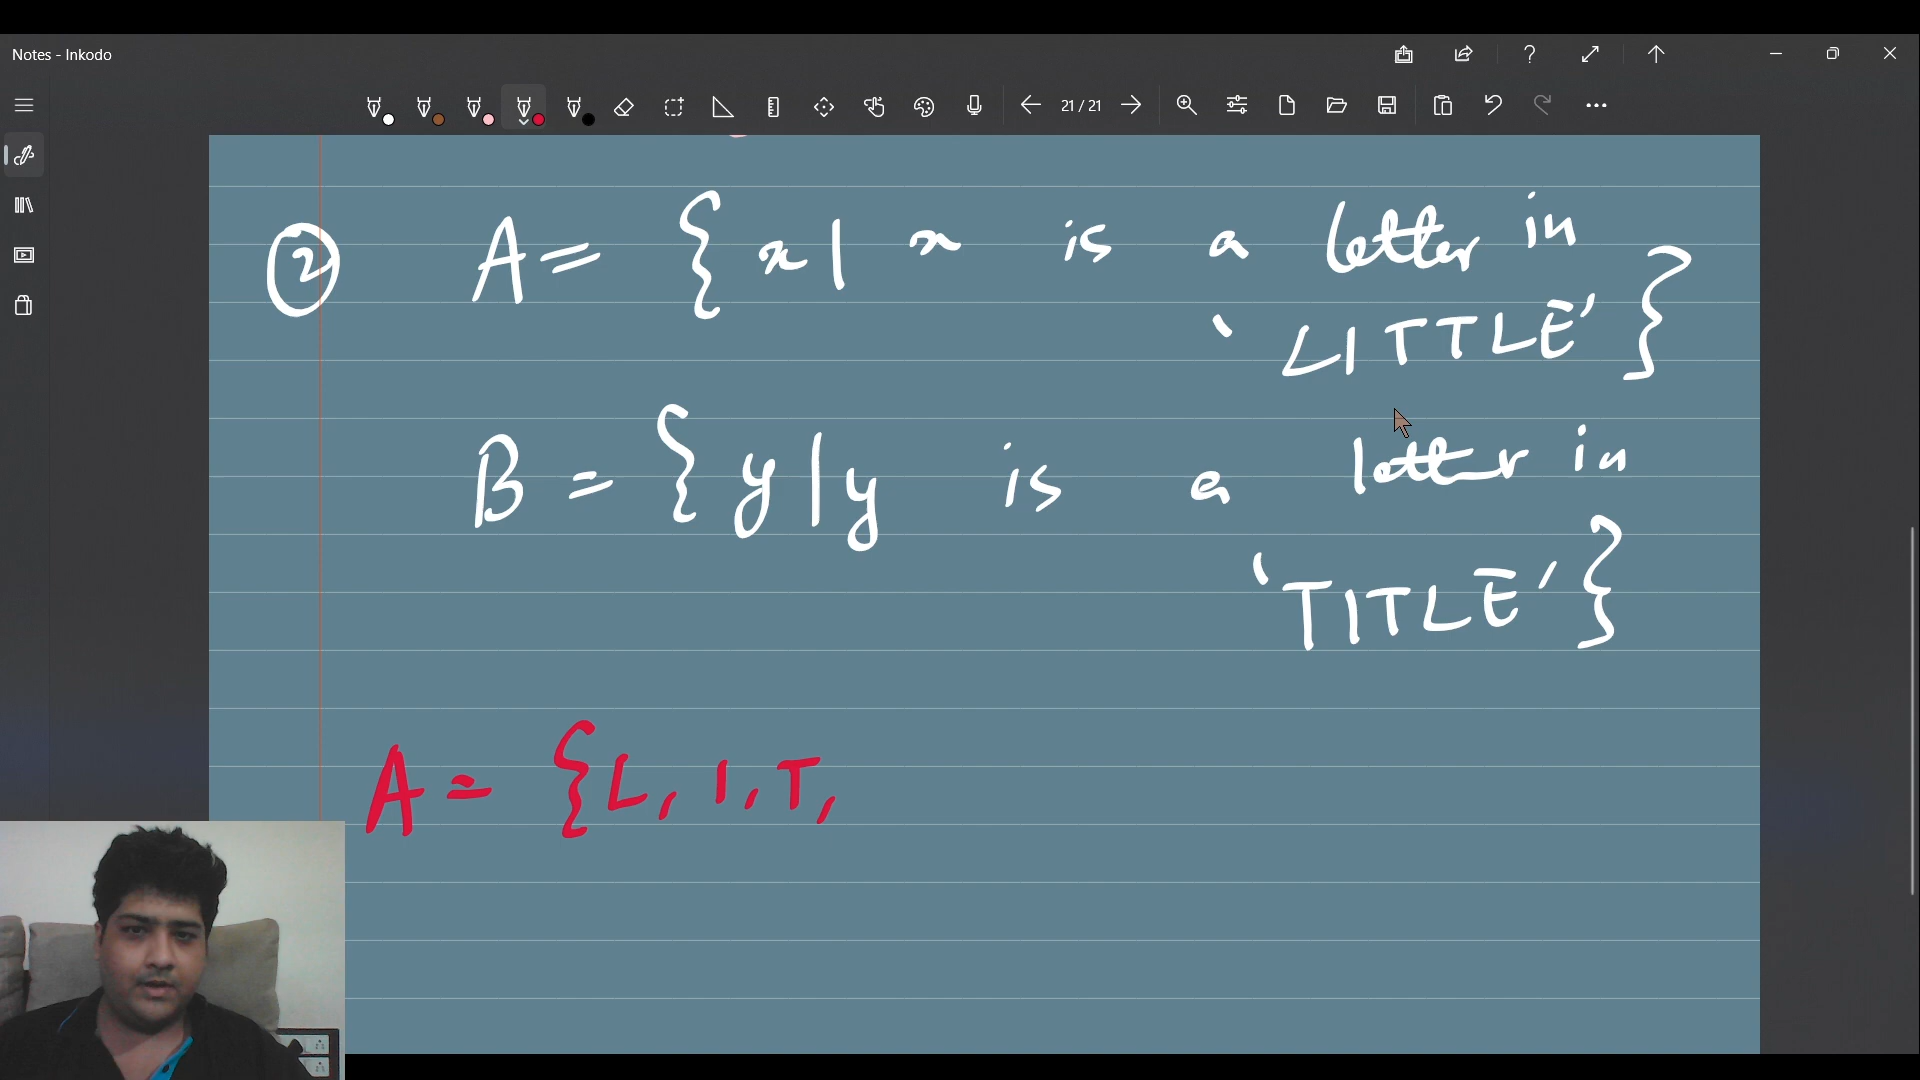 Notes - Inkodo
21 / 21
② A = { x | x is a letter in
‘ LITTLE’ }
B = { y | y is a letter in
‘TITLE’ }
A = { L, I, T,